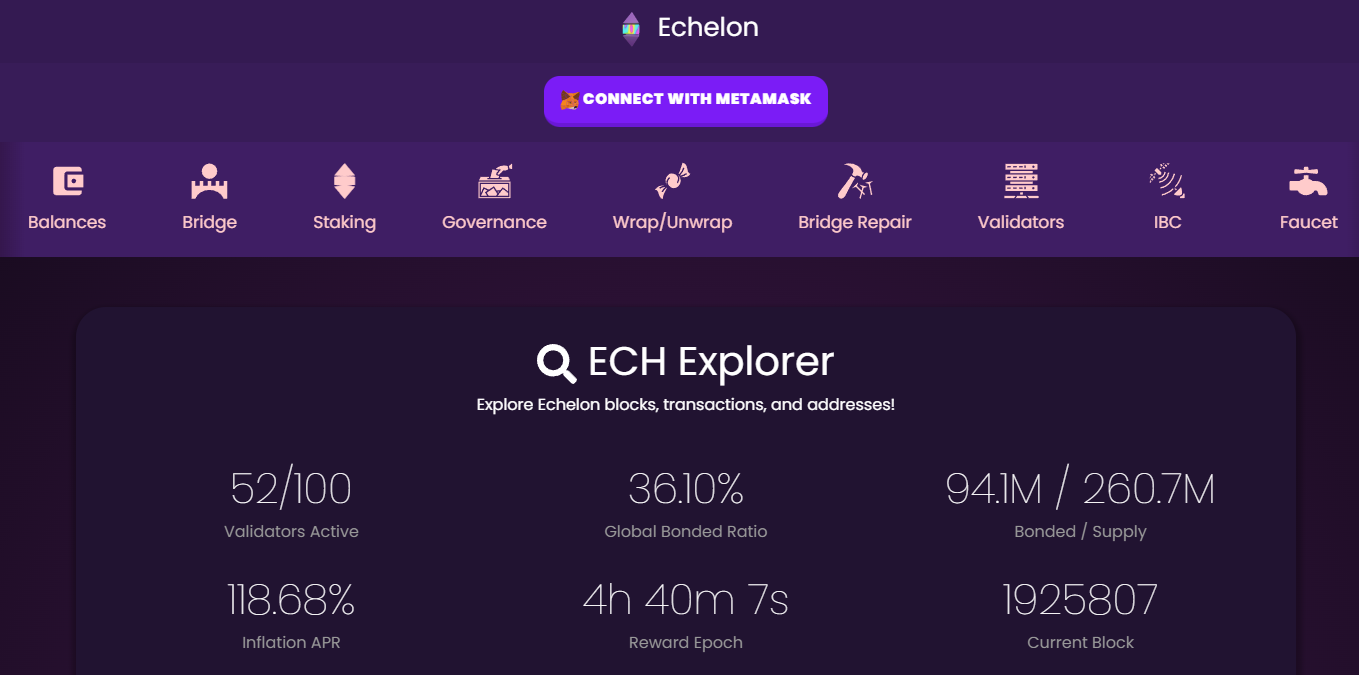 Echelon
CONNECT WITH METAMASK
Balances Bridge Staking Governance Wrap/Unwrap Bridge Repair Validators IBC Faucet
ECH Explorer
Explore Echelon blocks, transactions, and addresses!
52/100 36.10% 94.1M / 260.7M
Validators Active Global Bonded Ratio Bonded / Supply
118.68% 4h 40m 7s 1925807
Inflation APR Reward Epoch Current Block